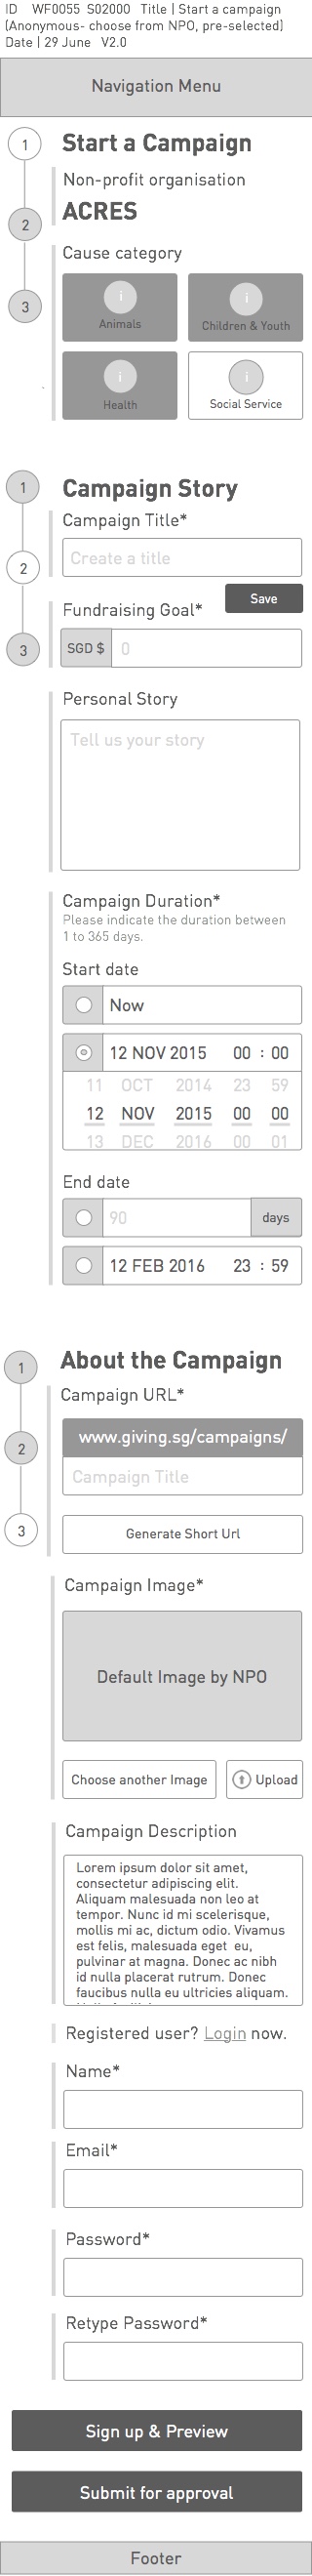 ID WF0055 S02000 Title | Start a campaign
(Anonymous- choose from NPO, pre-selected)
Date | 29 June V2.0
Navigation Menu
1
Start a Campaign
Non-profit organisation
2
ACRES
Cause category
3
i
i
Animals
Children & Youth
i
i
Health
Social Service
1
Campaign Story
Campaign Title*
Create a title
2
Save
Fundraising Goal*
3
SGD $ 0
Personal Story
Tell us your story
Campaign Duration*
Please indicate the duration between
1 to 365 days.
Start date
Now
12 NOV 2015 00 : 00
11 OCT 2014 23 59
12 NOV 2015 00 00
13 DEC 2016 00 01
End date
90 days
12 FEB 2016 23 : 59
1
About the Campaign
Campaign URL*
2
www.giving.sg/campaigns/
Campaign Title
3
Generate Short Url
Campaign Image*
Default Image by NPO
Choose another Image
Upload
Campaign Description
Lorem ipsum dolor sit amet,
consectetur adipiscing elit.
Aliquam malesuada non leo at
tempor. Nunc id mi scelerisque,
mollis mi ac, dictum odio. Vivamus
est felis, malesuada eget eu,
pulvinar at magna. Donec ac nibh
id nulla placerat rutrum. Donec
faucibus nulla eu ultricies aliquam.
Registered user? Login now.
Name*
Email*
Password*
Retype Password*
Sign up & Preview
Submit for approval
Footer